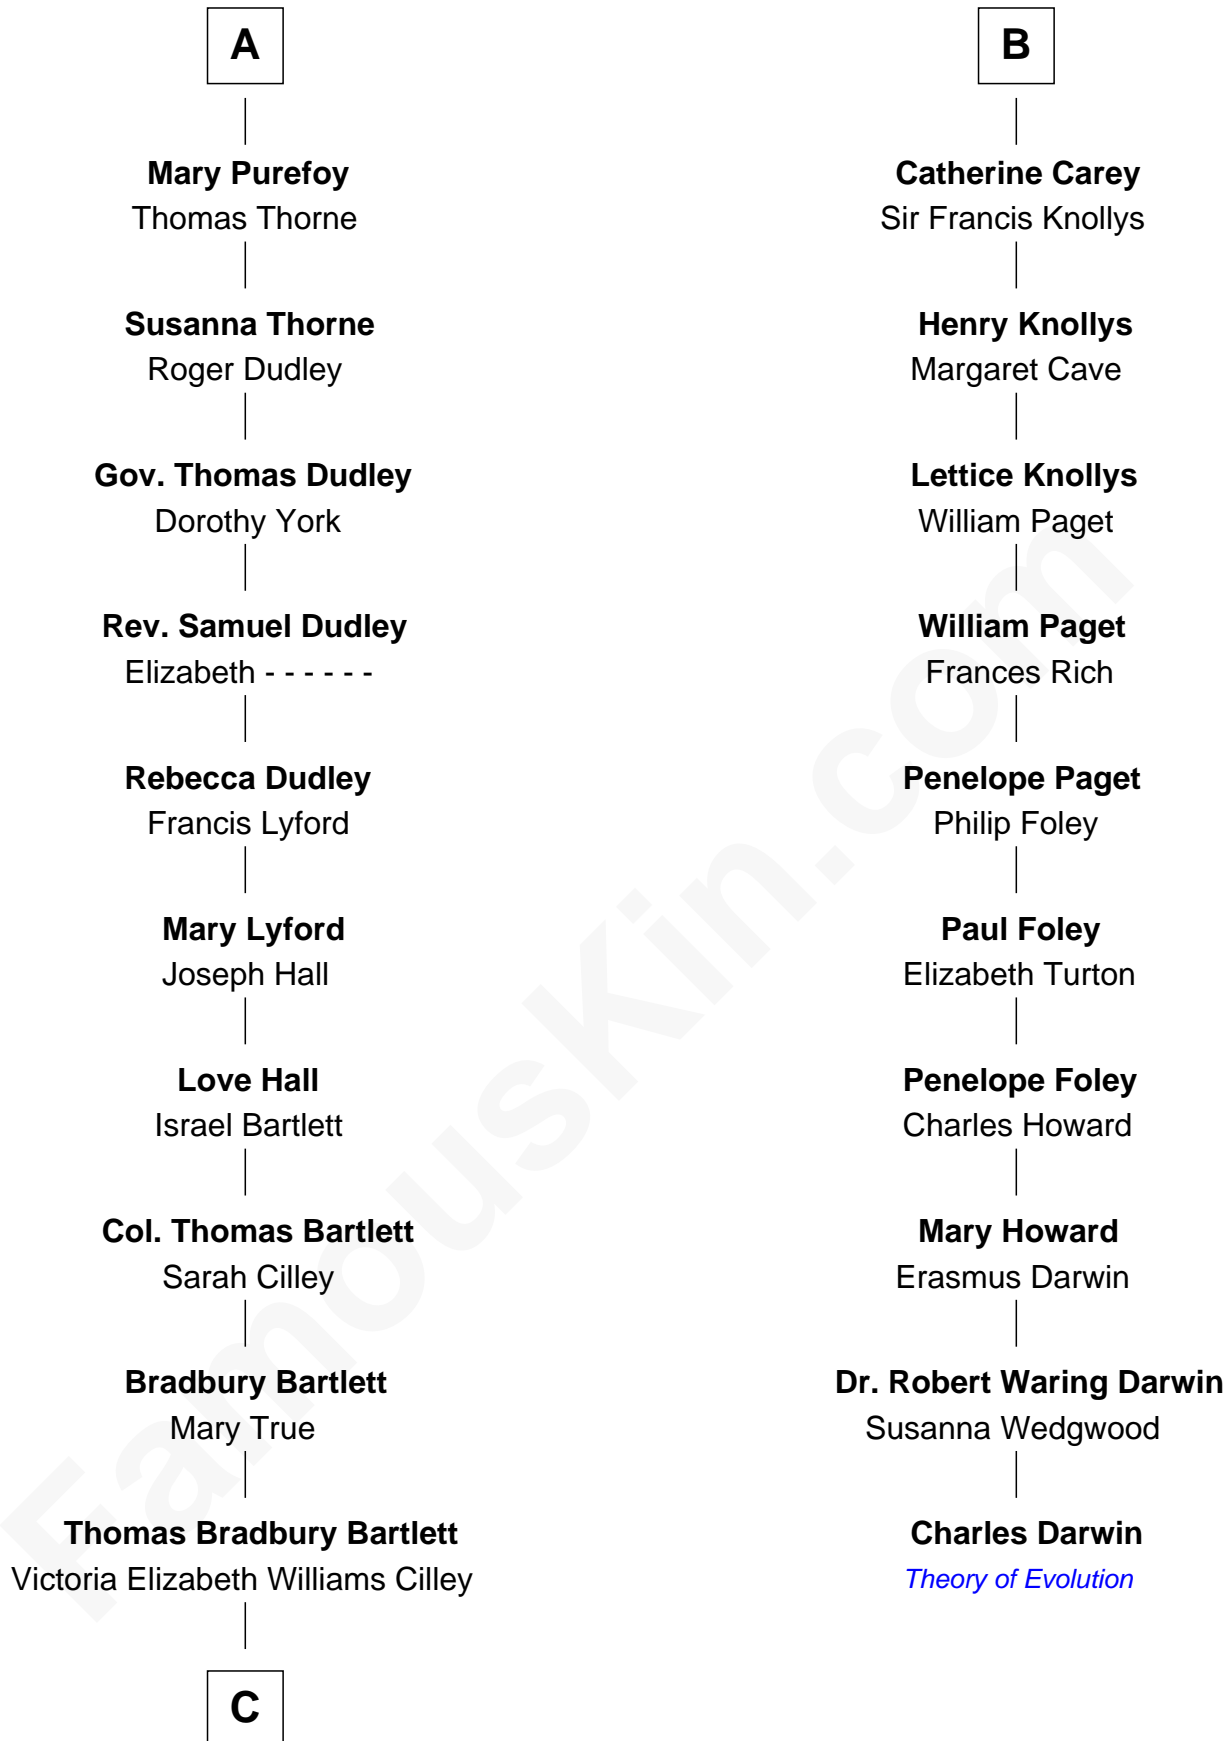 A
Mary Purefoy
Thomas Thorne
Susanna Thorne
Roger Dudley
Gov. Thomas Dudley
Dorothy York
Rev. Samuel Dudley
Elizabeth - - - - - -
Rebecca Dudley
Francis Lyford
Mary Lyford
Joseph Hall
Love Hall
Israel Bartlett
Col. Thomas Bartlett
Sarah Cilley
Bradbury Bartlett
Mary True
Thomas Bradbury Bartlett
Victoria Elizabeth Williams Cilley
C
B
Catherine Carey
Sir Francis Knollys
Henry Knollys
Margaret Cave
Lettice Knollys
William Paget
William Paget
Frances Rich
Penelope Paget
Philip Foley
Paul Foley
Elizabeth Turton
Penelope Foley
Charles Howard
Mary Howard
Erasmus Darwin
Dr. Robert Waring Darwin
Susanna Wedgwood
Charles Darwin
Theory of Evolution
FamousKin.com